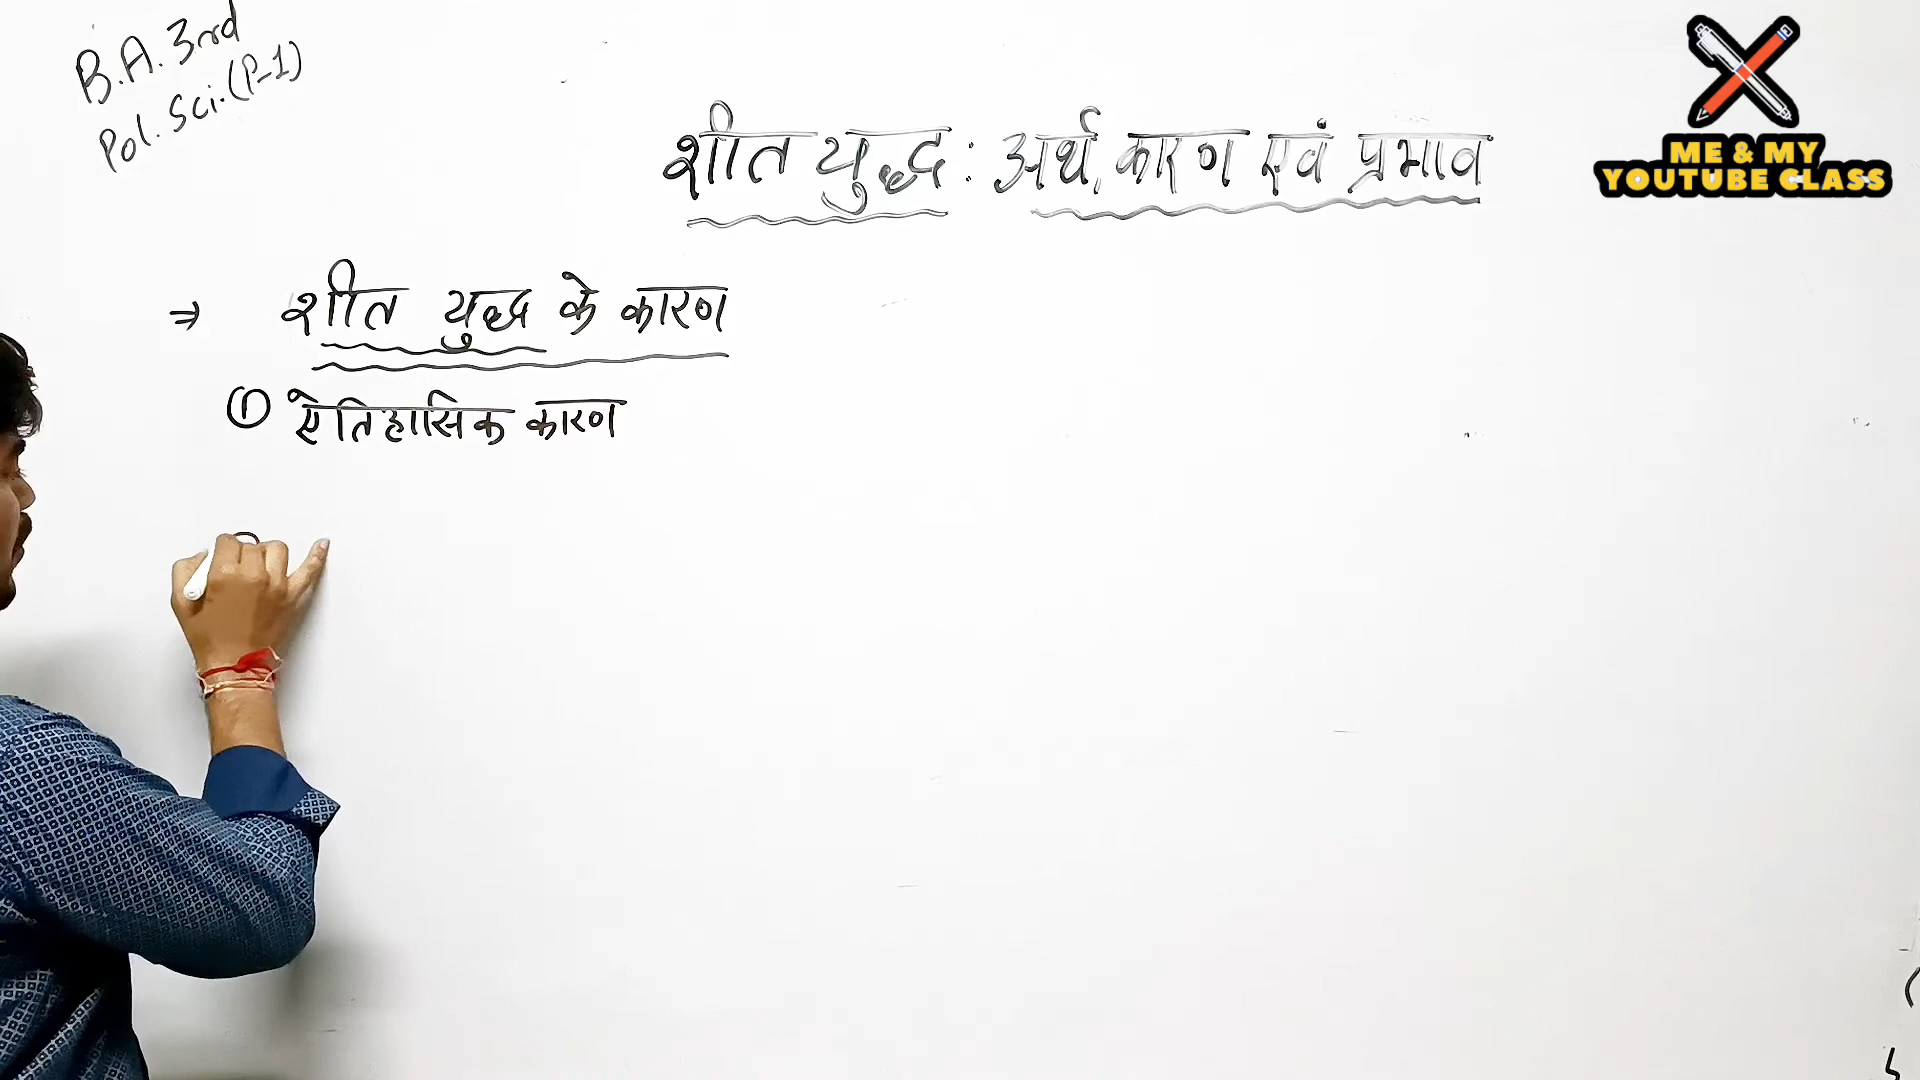 B.A. 3rd
Pol. Sci. (P-1)
शीत युद्ध : अर्थ, कारण एवं प्रभाव
ME & MY
YOUTUBE CLASS
⇒ शीत युद्ध के कारण
① ऐतिहासिक कारण